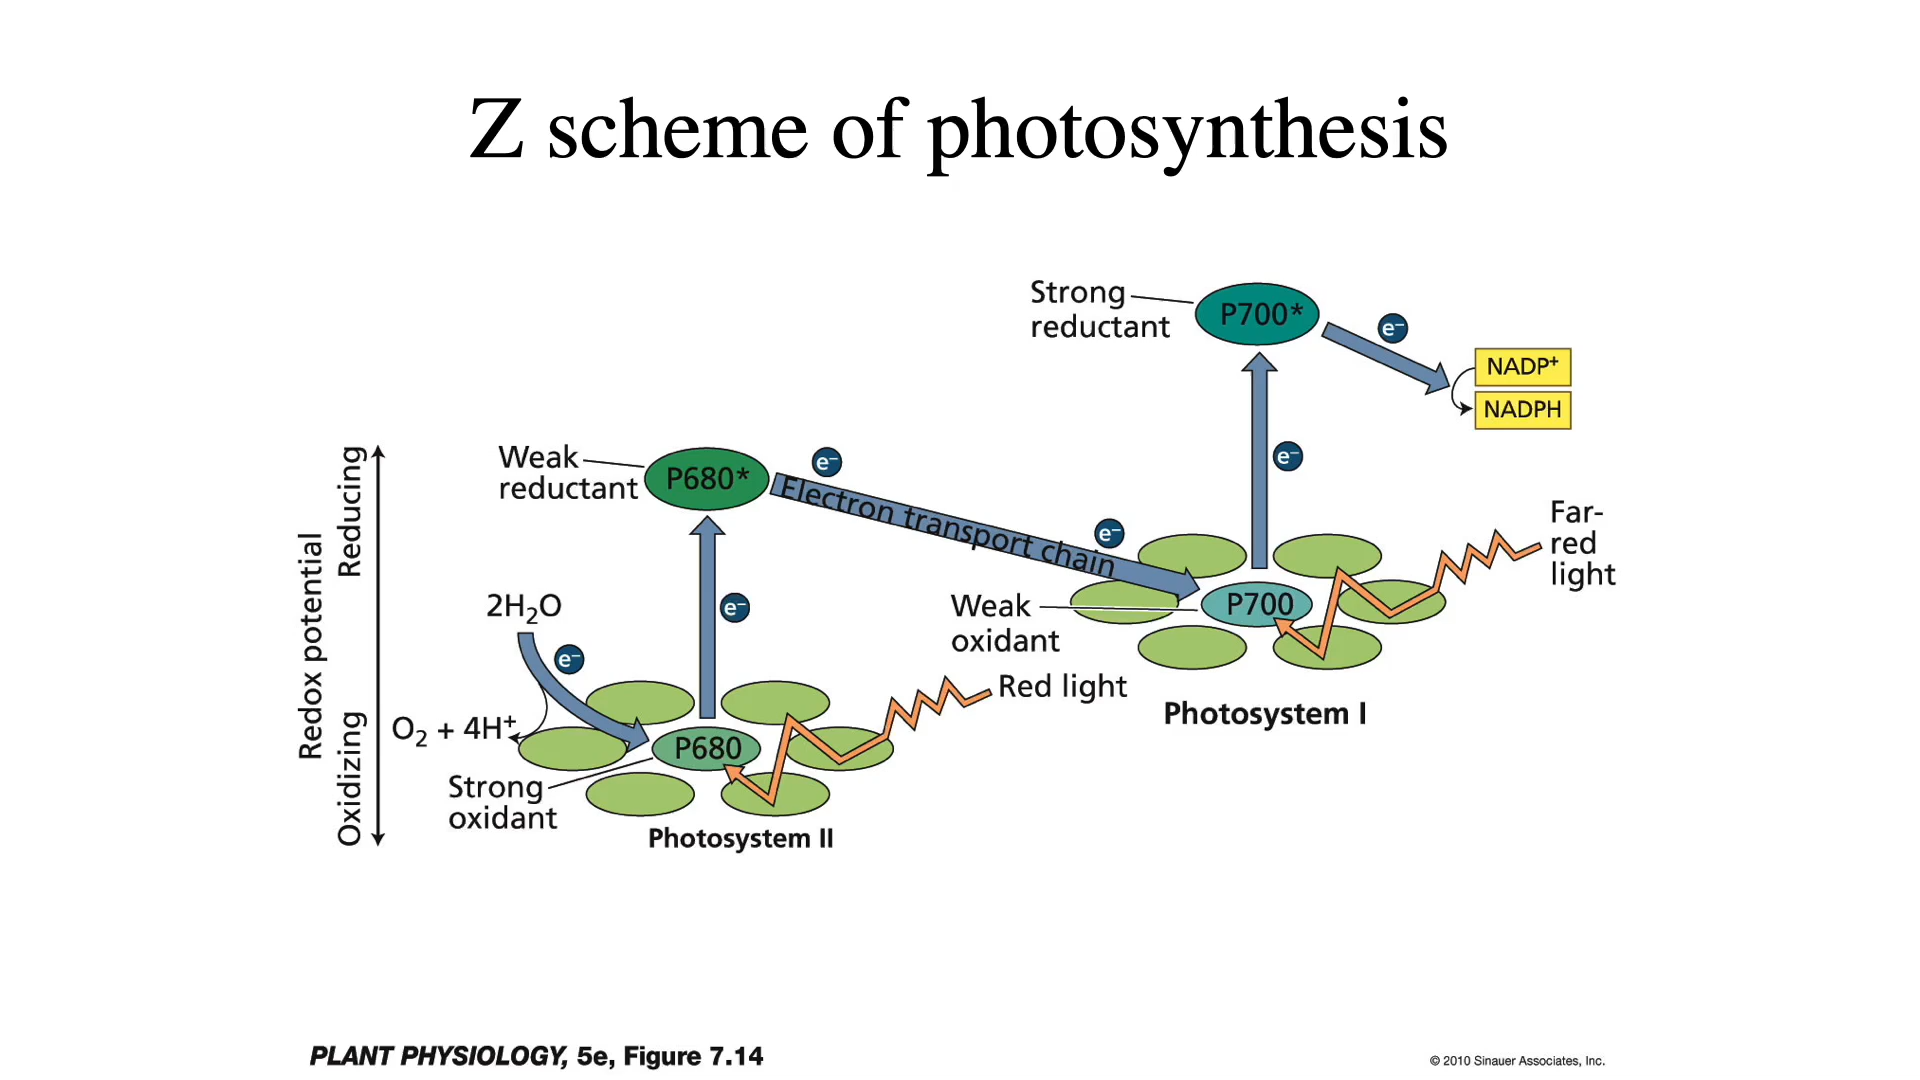 Z scheme of photosynthesis
Strong
reductant
P700*
e⁻
NADP⁺
NADPH
Weak
reductant
P680*
e⁻
Electron transport chain
e⁻
e⁻
Redox potential
Reducing
Oxidizing
Far-
red
light
2H₂O
e⁻
e⁻
Weak
oxidant
P700
Red light
Photosystem I
O₂ + 4H⁺
P680
Strong
oxidant
Photosystem II
PLANT PHYSIOLOGY, 5e, Figure 7.14
© 2010 Sinauer Associates, Inc.